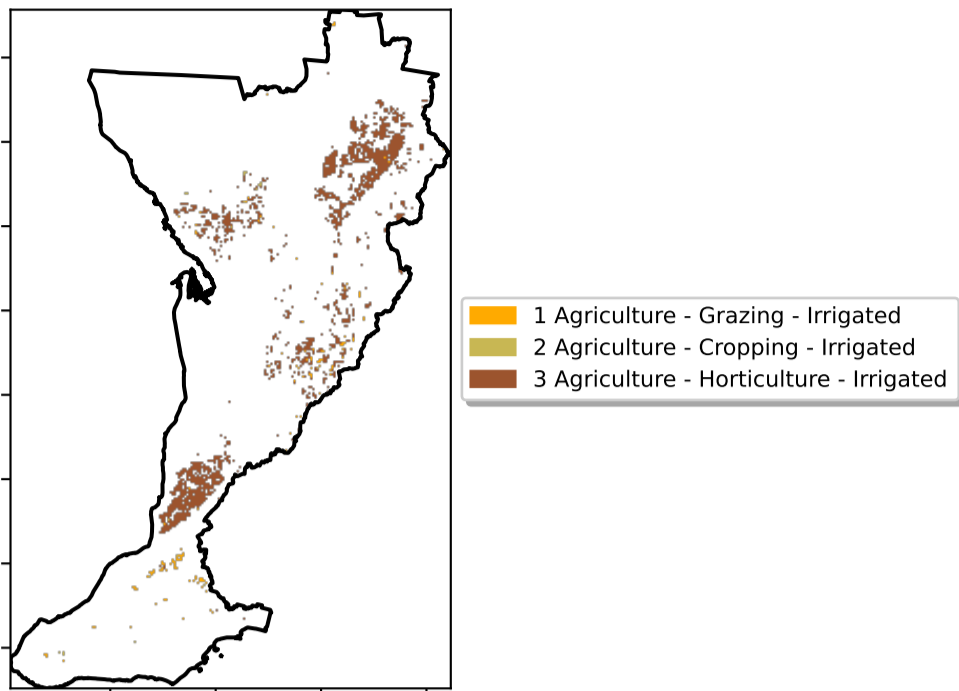 1 Agriculture - Grazing - Irrigated
2 Agriculture - Cropping - Irrigated
3 Agriculture - Horticulture - Irrigated